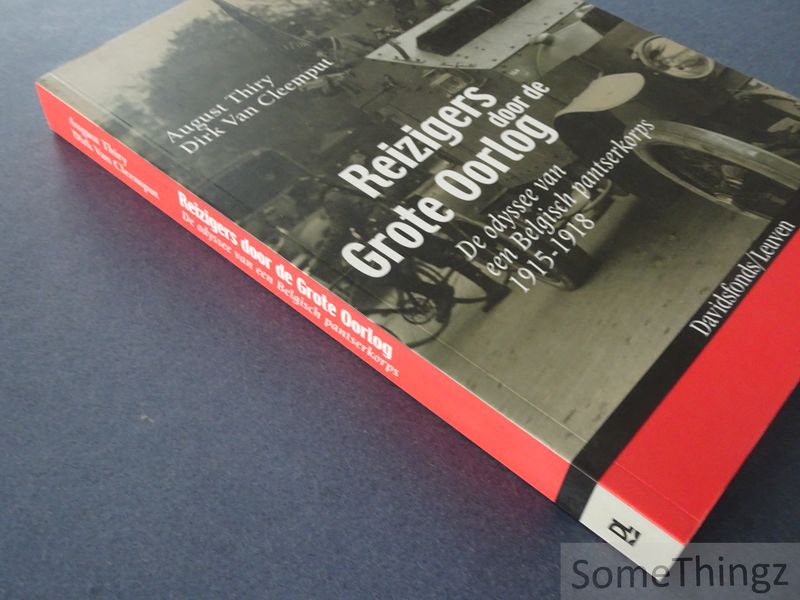 August Thiry
Dirk Van Cleemput
Reizigers
door de
Grote Oorlog
De odyssee van
een Belgisch pantserkorps
1915-1918
Davidsfonds/Leuven
August Thiry
Dirk Van Cleemput
Reizigers door de Grote Oorlog
De odyssee van een Belgisch pantserkorps
SomeThingz